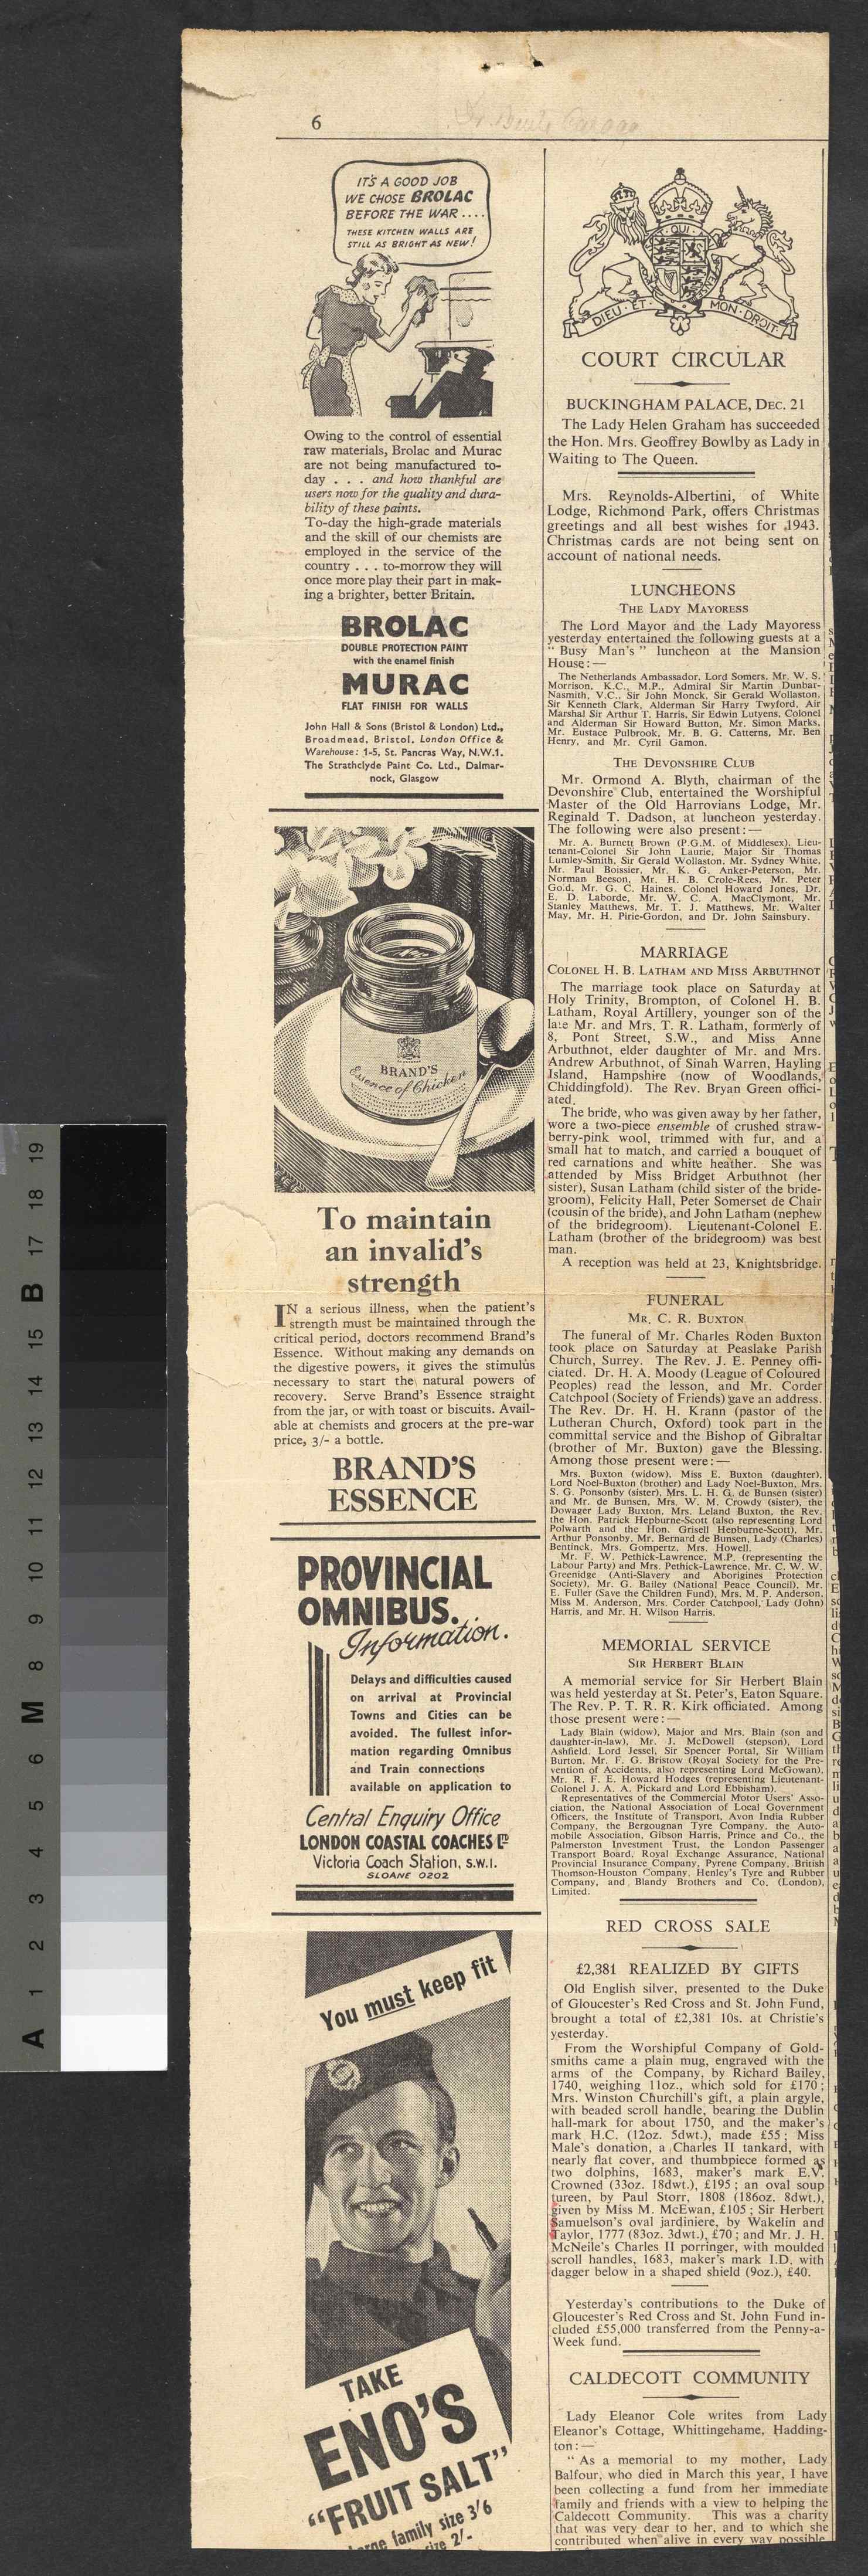 6
IT'S A GOOD JOB
WE CHOSE BROLAC
BEFORE THE WAR....
THESE KITCHEN WALLS ARE
STILL AS BRIGHT AS NEW!
Owing to the control of essential
raw materials, Brolac and Murac
are not being manufactured to-
day . . . and how thankful are
users now for the quality and dura-
bility of these paints.
To-day the high-grade materials
and the skill of our chemists are
employed in the service of the
country . . . to-morrow they will
once more play their part in mak-
ing a brighter, better Britain.
BROLAC
DOUBLE PROTECTION PAINT
with the enamel finish
MURAC
FLAT FINISH FOR WALLS
John Hall & Sons (Bristol & London) Ltd.,
Broadmead, Bristol. London Office &
Warehouse: 1-5, St. Pancras Way, N.W.1.
The Strathclyde Paint Co. Ltd., Dalmar-
nock, Glasgow
BRAND'S
Essence of Chicken
To maintain
an invalid's
strength
IN a serious illness, when the patient's
strength must be maintained through the
critical period, doctors recommend Brand's
Essence. Without making any demands on
the digestive powers, it gives the stimulus
necessary to start the natural powers of
recovery. Serve Brand's Essence straight
from the jar, or with toast or biscuits. Avail-
able at chemists and grocers at the pre-war
price, 3/- a bottle.
BRAND'S
ESSENCE
PROVINCIAL
OMNIBUS.
Information.
Delays and difficulties caused
on arrival at Provincial
Towns and Cities can be
avoided. The fullest infor-
mation regarding Omnibus
and Train connections
available on application to
Central Enquiry Office
LONDON COASTAL COACHES LTD
Victoria Coach Station, S.W.1.
SLOANE 0202
You must keep fit
TAKE
ENO'S
"FRUIT SALT"
family size 3/6
size 2/-
QUI
DIEU · ET · MON · DROIT
COURT CIRCULAR
BUCKINGHAM PALACE, DEC. 21
The Lady Helen Graham has succeeded
the Hon. Mrs. Geoffrey Bowlby as Lady in
Waiting to The Queen.
Mrs. Reynolds-Albertini, of White
Lodge, Richmond Park, offers Christmas
greetings and all best wishes for 1943.
Christmas cards are not being sent on
account of national needs.
LUNCHEONS
THE LADY MAYORESS
The Lord Mayor and the Lady Mayoress
yesterday entertained the following guests at a
" Busy Man's " luncheon at the Mansion
House:—
The Netherlands Ambassador, Lord Somers, Mr. W. S.
Morrison, K.C., M.P., Admiral Sir Martin Dunbar-
Nasmith, V.C., Sir John Monck, Sir Gerald Wollaston,
Sir Kenneth Clark, Alderman Sir Harry Twyford, Air
Marshal Sir Arthur T. Harris, Sir Edwin Lutyens, Colonel
and Alderman Sir Howard Button, Mr. Simon Marks,
Mr. Eustace Pulbrook, Mr. B. G. Catterns, Mr. Ben
Henry, and Mr. Cyril Gamon.
THE DEVONSHIRE CLUB
Mr. Ormond A. Blyth, chairman of the
Devonshire Club, entertained the Worshipful
Master of the Old Harrovians Lodge, Mr.
Reginald T. Dadson, at luncheon yesterday.
The following were also present:—
Mr. A. Burnett Brown (P.G.M. of Middlesex), Lieu-
tenant-Colonel Sir John Laurie, Major Sir Thomas
Lumley-Smith, Sir Gerald Wollaston, Mr. Sydney White,
Mr. Paul Boissier, Mr. K. G. Anker-Peterson, Mr.
Norman Beeson, Mr. H. B. Crole-Rees, Mr. Peter
Gold, Mr. G. C. Haines, Colonel Howard Jones, Dr.
E. D. Laborde, Mr. W. C. A. MacClymont, Mr.
Stanley Matthews, Mr. T. J. Matthews, Mr. Walter
May, Mr. H. Pirie-Gordon, and Dr. John Sainsbury.
MARRIAGE
COLONEL H. B. LATHAM AND MISS ARBUTHNOT
The marriage took place on Saturday at
Holy Trinity, Brompton, of Colonel H. B.
Latham, Royal Artillery, younger son of the
late Mr. and Mrs. T. R. Latham, formerly of
8, Pont Street, S.W., and Miss Anne
Arbuthnot, elder daughter of Mr. and Mrs.
Andrew Arbuthnot, of Sinah Warren, Hayling
Island, Hampshire (now of Woodlands,
Chiddingfold). The Rev. Bryan Green offici-
ated.
The bride, who was given away by her father,
wore a two-piece ensemble of crushed straw-
berry-pink wool, trimmed with fur, and a
small hat to match, and carried a bouquet of
red carnations and white heather. She was
attended by Miss Bridget Arbuthnot (her
sister), Susan Latham (child sister of the bride-
groom), Felicity Hall, Peter Somerset de Chair
(cousin of the bride), and John Latham (nephew
of the bridegroom). Lieutenant-Colonel E.
Latham (brother of the bridegroom) was best
man.
A reception was held at 23, Knightsbridge.
FUNERAL
MR. C. R. BUXTON
The funeral of Mr. Charles Roden Buxton
took place on Saturday at Peaslake Parish
Church, Surrey. The Rev. J. E. Penney offi-
ciated. Dr. H. A. Moody (League of Coloured
Peoples) read the lesson, and Mr. Corder
Catchpool (Society of Friends) gave an address.
The Rev. Dr. H. H. Krann (pastor of the
Lutheran Church, Oxford) took part in the
committal service and the Bishop of Gibraltar
(brother of Mr. Buxton) gave the Blessing.
Among those present were:—
Mrs. Buxton (widow), Miss E. Buxton (daughter),
Lord Noel-Buxton (brother) and Lady Noel-Buxton, Mrs.
S. G. Ponsonby (sister), Mrs. L. H. G. de Bunsen (sister)
and Mr. de Bunsen, Mrs. W. M. Crowdy (sister), the
Dowager Lady Buxton, Mrs. Leland Buxton, the Rev.
the Hon. Patrick Hepburne-Scott (also representing Lord
Polwarth and the Hon. Grisell Hepburne-Scott), Mr.
Arthur Ponsonby, Mr. Bernard de Bunsen, Lady (Charles)
Bentinck, Mrs. Gompertz, Mrs. Howell.
Mr. F. W. Pethick-Lawrence, M.P. (representing the
Labour Party) and Mrs. Pethick-Lawrence, Mr. C. W. W.
Greenidge (Anti-Slavery and Aborigines Protection
Society), Mr. G. Bailey (National Peace Council), Mr.
E. Fuller (Save the Children Fund), Mrs. M. P. Anderson,
Miss M. Anderson, Mrs. Corder Catchpool, Lady (John)
Harris, and Mr. H. Wilson Harris.
MEMORIAL SERVICE
SIR HERBERT BLAIN
A memorial service for Sir Herbert Blain
was held yesterday at St. Peter's, Eaton Square.
The Rev. P. T. R. R. Kirk officiated. Among
those present were:—
Lady Blain (widow), Major and Mrs. Blain (son and
daughter-in-law), Mr. J. McDowell (stepson), Lord
Ashfield, Lord Jessel, Sir Spencer Portal, Sir William
Burton, Mr. F. G. Bristow (Royal Society for the Pre-
vention of Accidents, also representing Lord McGowan),
Mr. R. F. E. Howard Hodges (representing Lieutenant-
Colonel J. A. A. Pickard and Lord Ebbisham).
Representatives of the Commercial Motor Users' Asso-
ciation, the National Association of Local Government
Officers, the Institute of Transport, Avon India Rubber
Company, the Bergougnan Tyre Company, the Auto-
mobile Association, Gibson Harris, Prince and Co., the
Palmerston Investment Trust, the London Passenger
Transport Board, Royal Exchange Assurance, National
Provincial Insurance Company, Pyrene Company, British
Thomson-Houston Company, Henley's Tyre and Rubber
Company, and Blandy Brothers and Co. (London),
Limited.
RED CROSS SALE
£2,381 REALIZED BY GIFTS
Old English silver, presented to the Duke
of Gloucester's Red Cross and St. John Fund,
brought a total of £2,381 10s. at Christie's
yesterday.
From the Worshipful Company of Gold-
smiths came a plain mug, engraved with the
arms of the Company, by Richard Bailey,
1740, weighing 11oz., which sold for £170;
Mrs. Winston Churchill's gift, a plain argyle,
with beaded scroll handle, bearing the Dublin
hall-mark for about 1750, and the maker's
mark H.C. (12oz. 5dwt.), made £55; Miss
Male's donation, a Charles II tankard, with
nearly flat cover, and thumbpiece formed as
two dolphins, 1683, maker's mark E.V.
Crowned (33oz. 18dwt.), £195; an oval soup
tureen, by Paul Storr, 1808 (186oz. 8dwt.),
given by Miss M. McEwan, £105; Sir Herbert
Samuelson's oval jardiniere, by Wakelin and
Taylor, 1777 (83oz. 3dwt.), £70; and Mr. J. H.
McNeile's Charles II porringer, with moulded
scroll handles, 1683, maker's mark I.D. with
dagger below in a shaped shield (9oz.), £40.
Yesterday's contributions to the Duke of
Gloucester's Red Cross and St. John Fund in-
cluded £55,000 transferred from the Penny-a-
Week fund.
CALDECOTT COMMUNITY
Lady Eleanor Cole writes from Lady
Eleanor's Cottage, Whittingehame, Hadding-
ton:—
" As a memorial to my mother, Lady
Balfour, who died in March this year, I have
been collecting a fund from her immediate
family and friends with a view to helping the
Caldecott Community. This was a charity
that was very dear to her, and to which she
contributed when alive in every way possible.
A 1 2 3 4 5 6 M 8 9 10 11 12 13 14 15 B 17 18 19